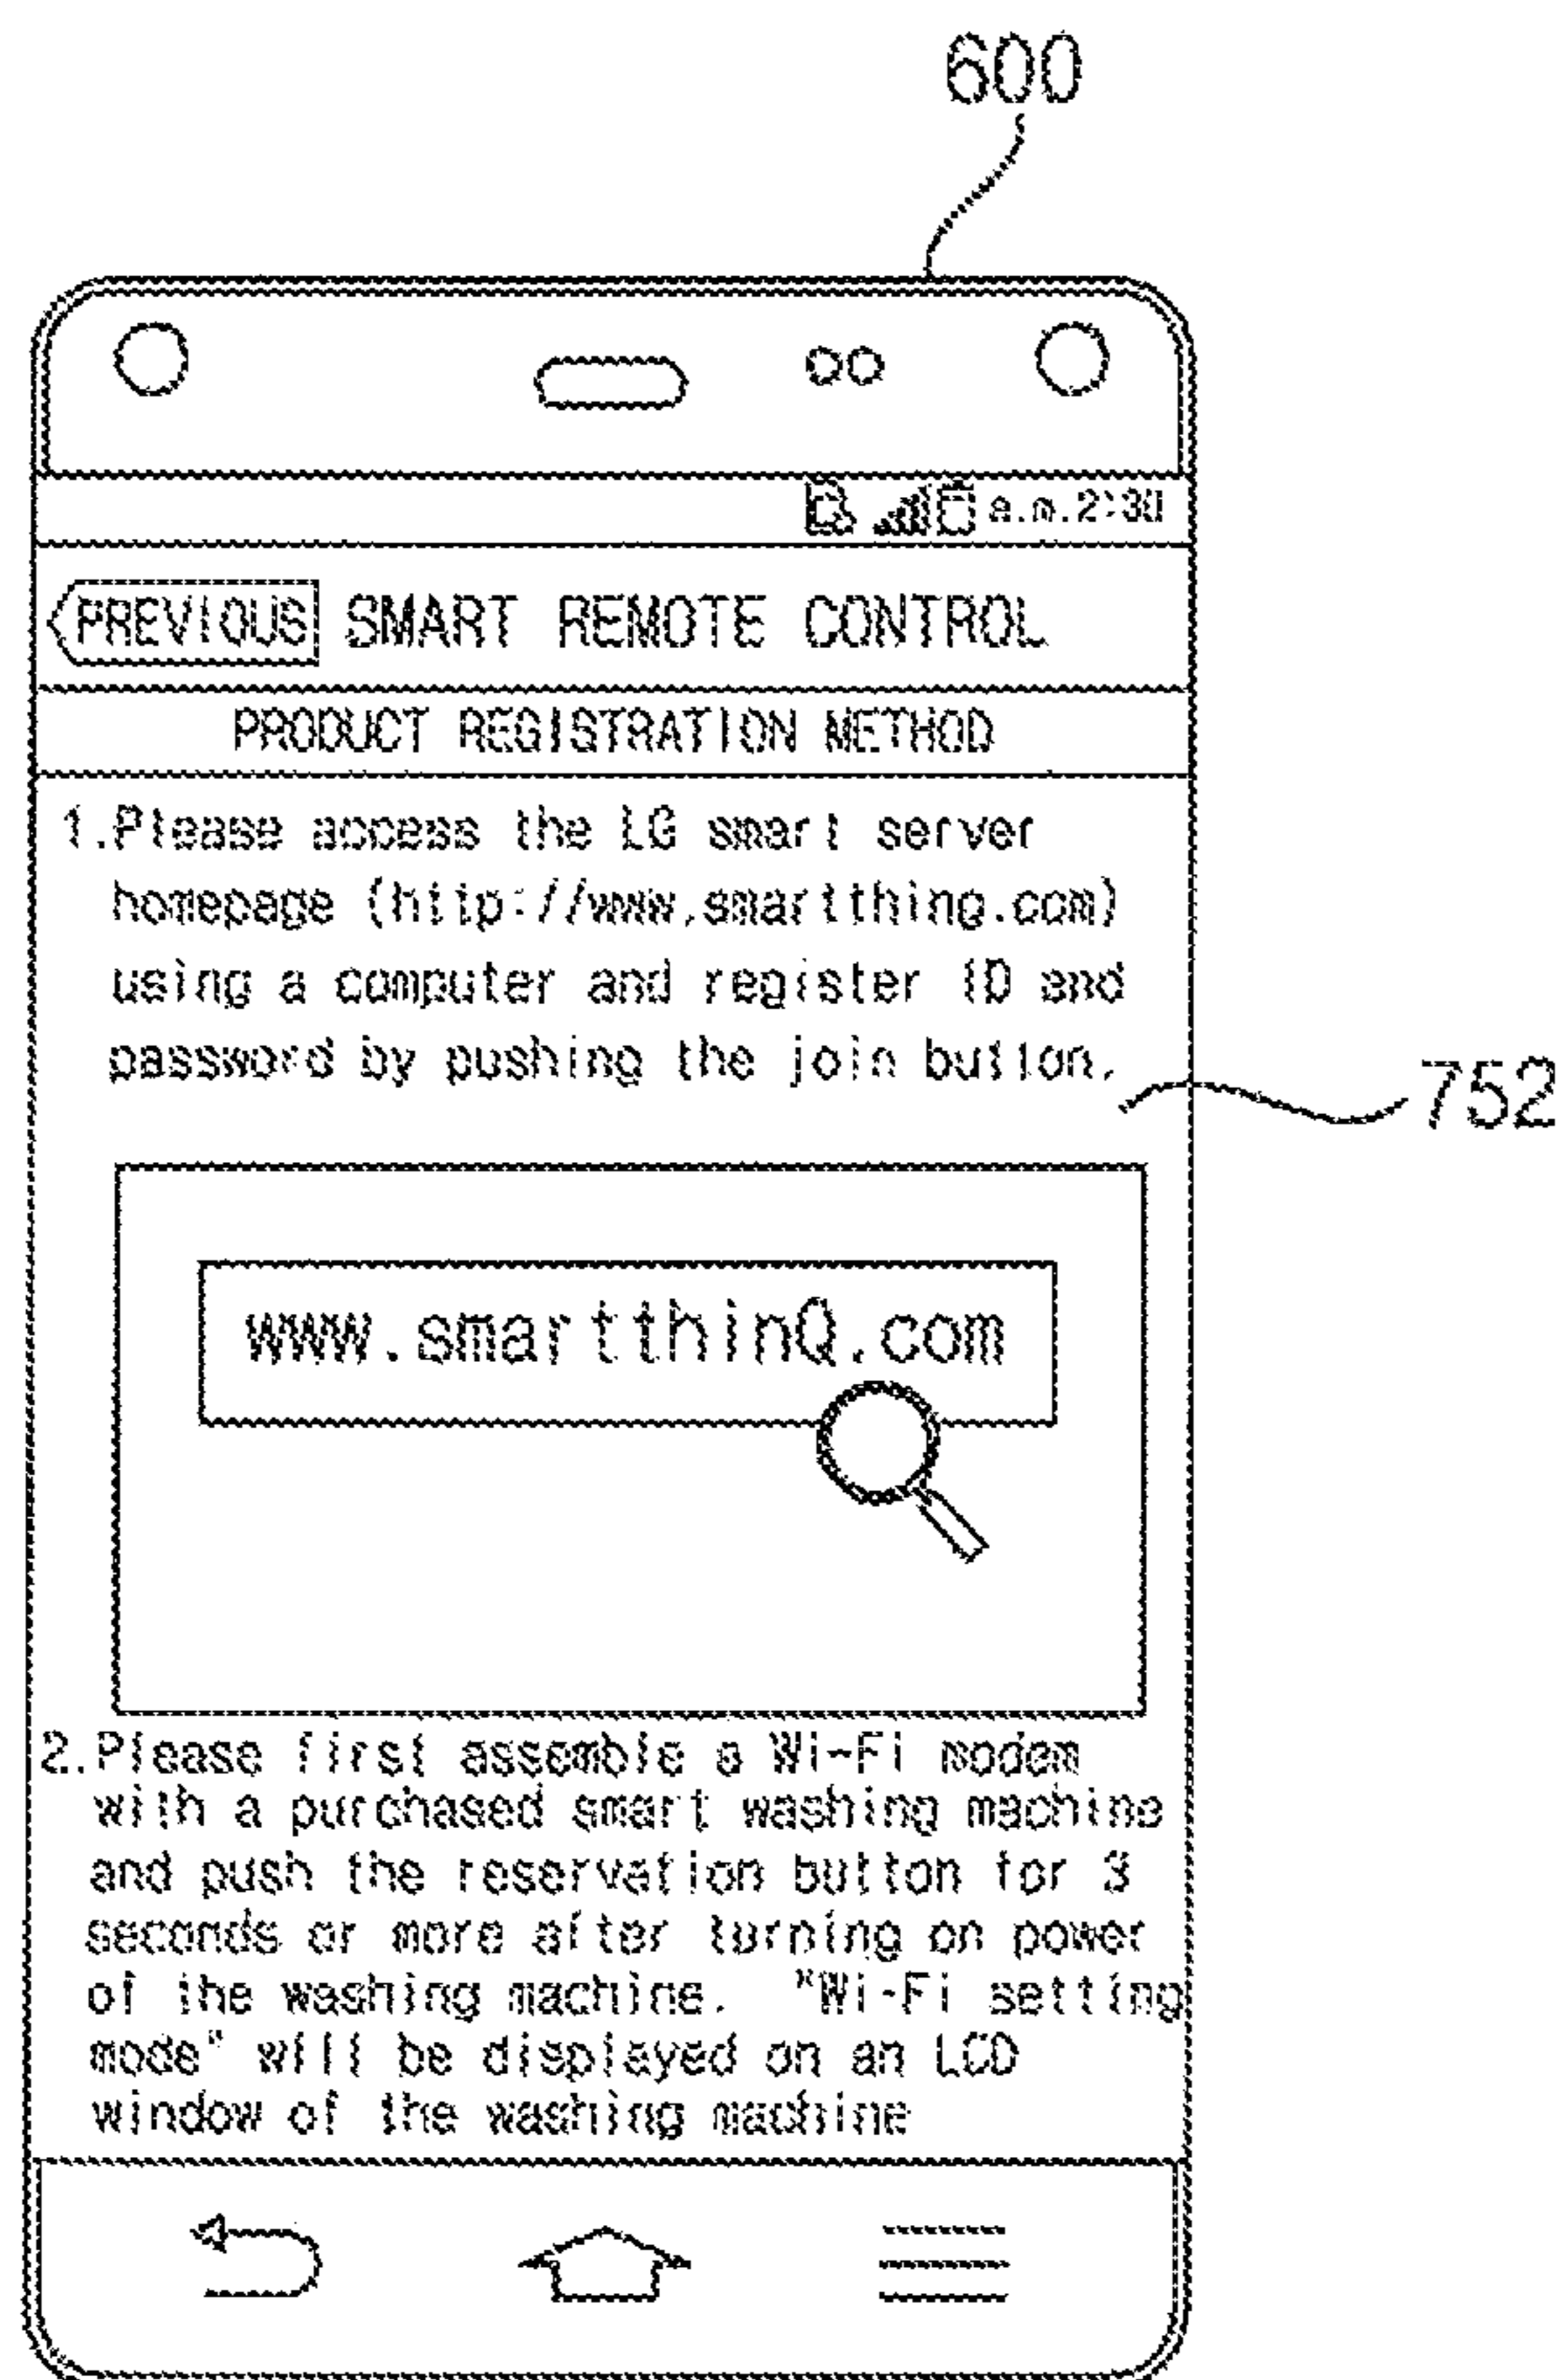 600
a.m.2:30
PREVIOUS SMART REMOTE CONTROL
PRODUCT REGISTRATION METHOD
1.Please access the LG smart server
homepage (http://www.smartthinq.com)
using a computer and register ID and
password by pushing the join button.
752
www.smartthinQ.com
2.Please first assemble a Wi-Fi modem
with a purchased smart washing machine
and push the reservation button for 3
seconds or more after turning on power
of the washing machine. "Wi-Fi setting
mode" will be displayed on an LCD
window of the washing machine